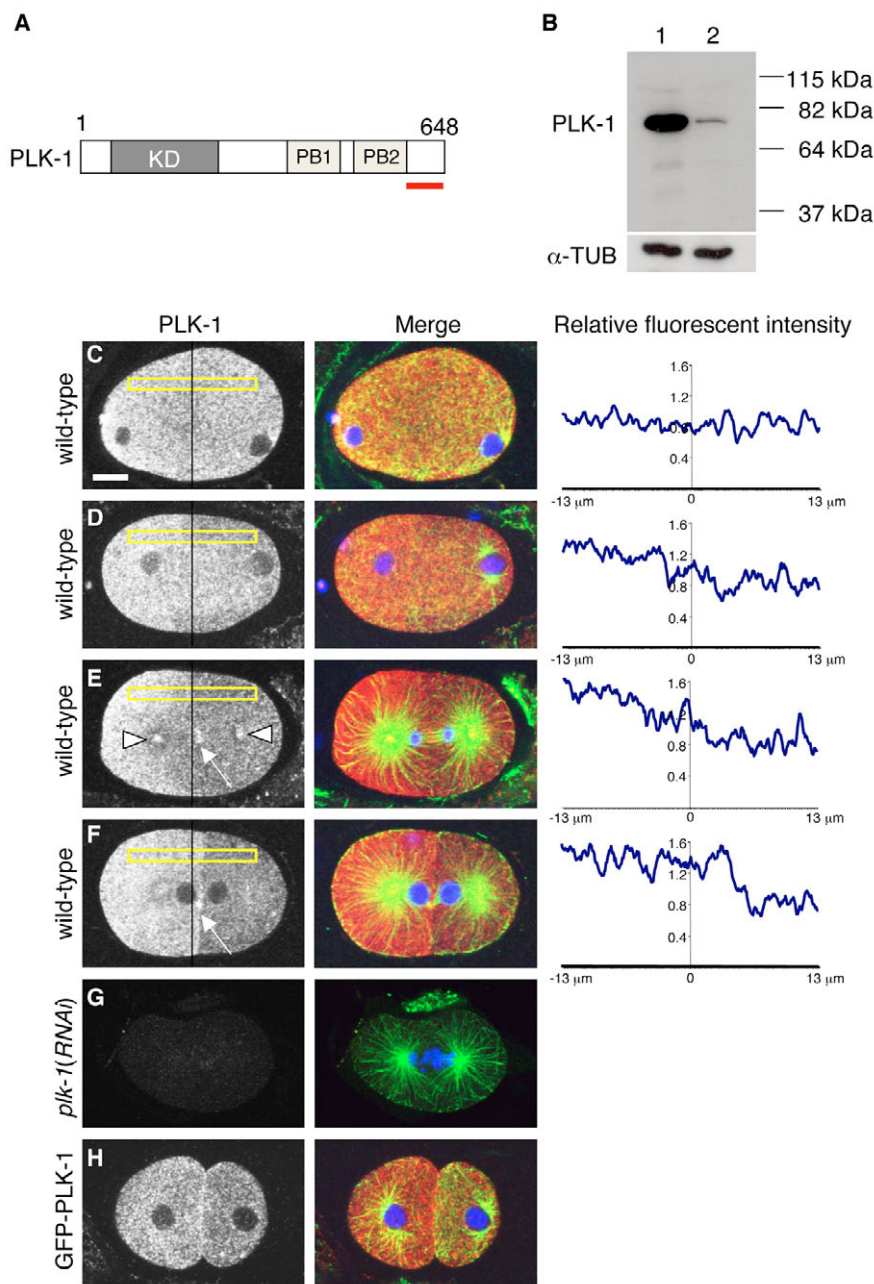 A
1
648
PLK-1
KD
PB1
PB2
B
1 2
PLK-1
115 kDa
82 kDa
64 kDa
37 kDa
α-TUB
PLK-1 Merge Relative fluorescent intensity
C
wild-type
1.6
1.2
0.8
0.4
-13 µm 0 13 µm
D
wild-type
1.6
1.2
0.8
0.4
-13 µm 0 13 µm
E
wild-type
1.6
1.2
0.8
0.4
-13 µm 0 13 µm
F
wild-type
1.6
1.2
0.8
0.4
-13 µm 0 13 µm
G
plk-1(RNAi)
H
GFP-PLK-1